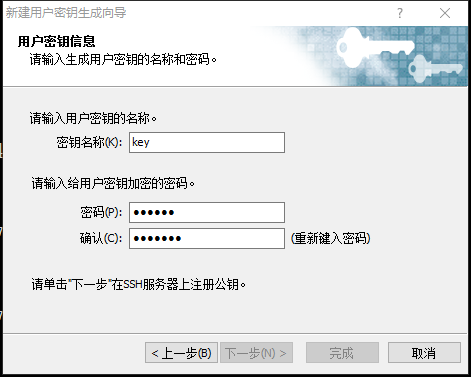 新建用户密钥生成向导
用户密钥信息
请输入生成用户密钥的名称和密码。
请输入用户密钥的名称。
密钥名称(K): key
请输入给用户密钥加密的密码。
密码(P): ●●●●●●
确认(C): ●●●●●●● (重新键入密码)
请单击"下一步"在SSH服务器上注册公钥。
< 上一步(B) 下一步(N) > 完成 取消